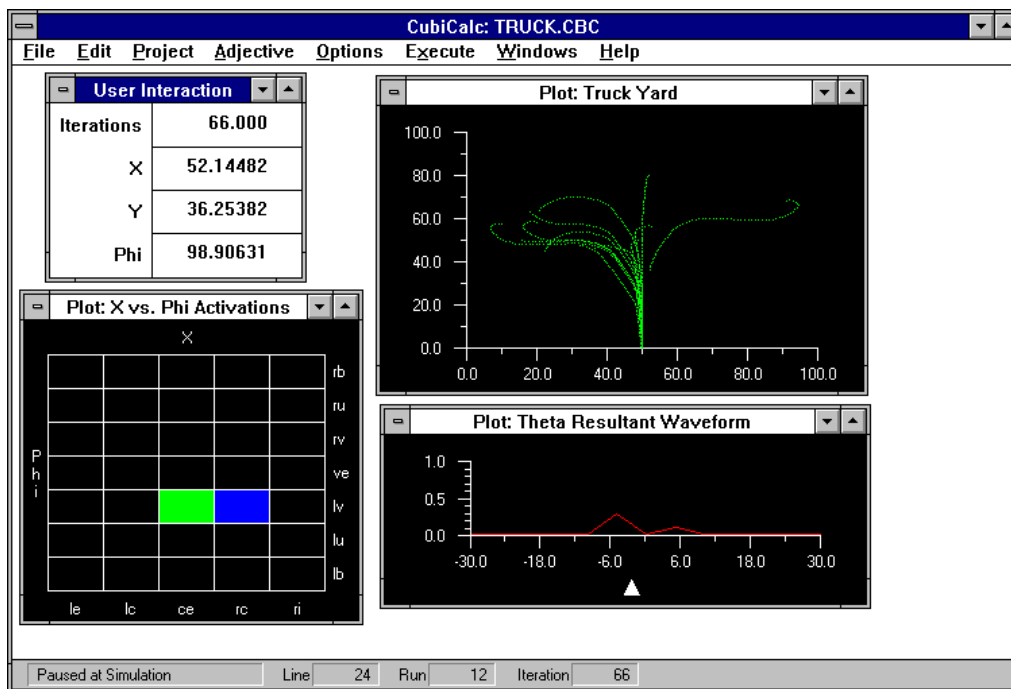 CubiCalc: TRUCK.CBC
File Edit Project Adjective Options Execute Windows Help
User Interaction
Iterations 66.000
X 52.14482
Y 36.25382
Phi 98.90631
Plot: Truck Yard
100.0
80.0
60.0
40.0
20.0
0.0
0.0 20.0 40.0 60.0 80.0 100.0
Plot: X vs. Phi Activations
X
Phi
rb
ru
rv
ve
lv
lu
lb
le lc ce rc ri
Plot: Theta Resultant Waveform
1.0
0.5
0.0
-30.0 -18.0 -6.0 6.0 18.0 30.0
Paused at Simulation Line 24 Run 12 Iteration 66